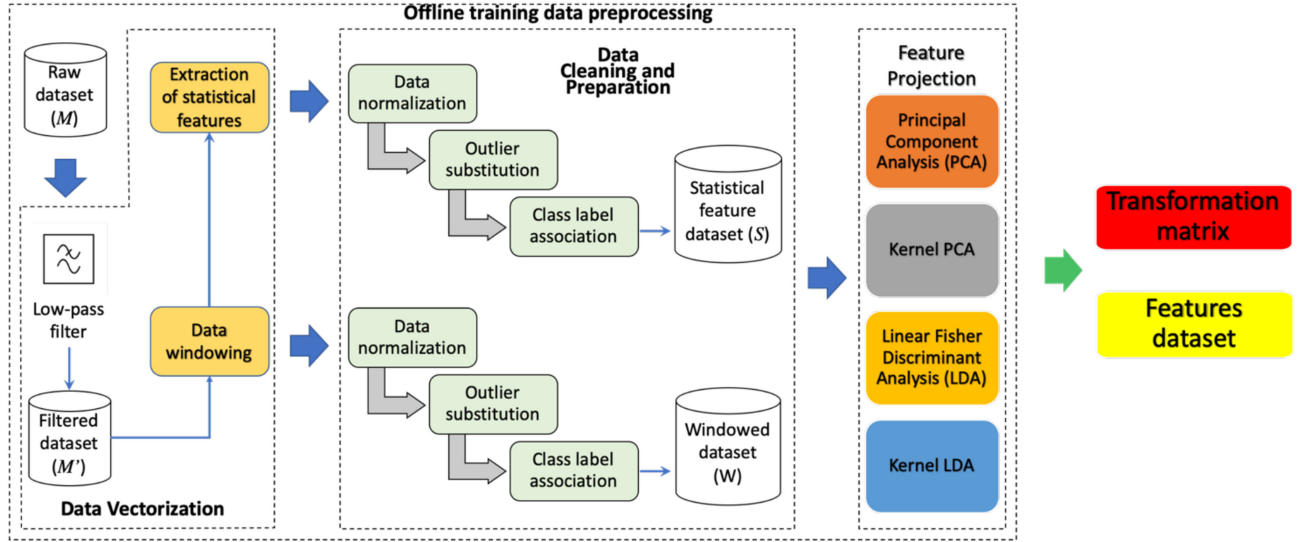 Offline training data preprocessing
Raw
dataset
(M)
Low-pass
filter
Filtered
dataset
(M’)
Extraction
of statistical
features
Data
windowing
Data Vectorization
Data
Cleaning and
Preparation
Data
normalization
Outlier
substitution
Class label
association
Statistical
feature
dataset (S)
Data
normalization
Outlier
substitution
Class label
association
Windowed
dataset
(W)
Feature
Projection
Principal
Component
Analysis (PCA)
Kernel PCA
Linear Fisher
Discriminant
Analysis (LDA)
Kernel LDA
Transformation
matrix
Features
dataset